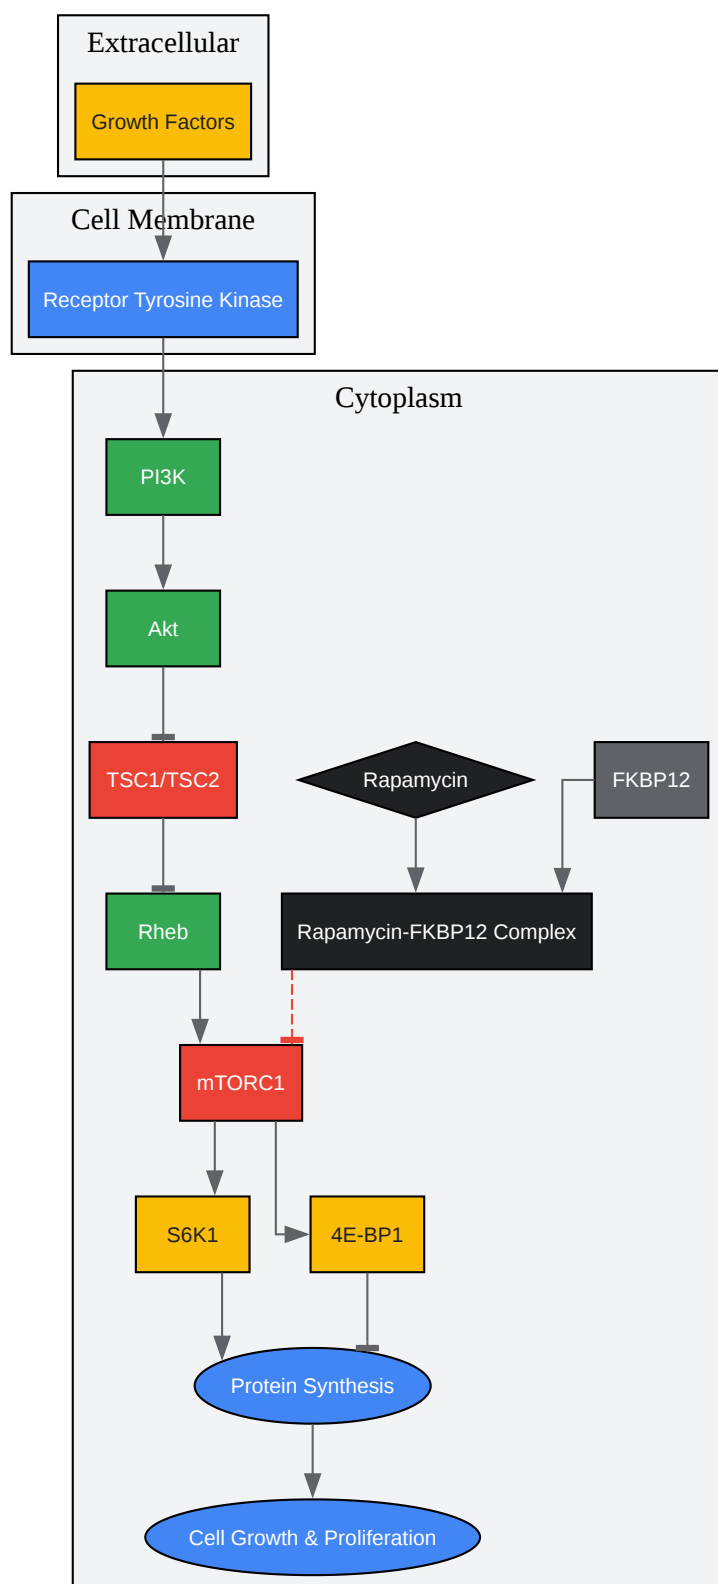 Extracellular
Growth Factors
Cell Membrane
Receptor Tyrosine Kinase
Cytoplasm
PI3K
Akt
TSC1/TSC2
Rapamycin
FKBP12
Rheb
Rapamycin-FKBP12 Complex
mTORC1
S6K1
4E-BP1
Protein Synthesis
Cell Growth & Proliferation